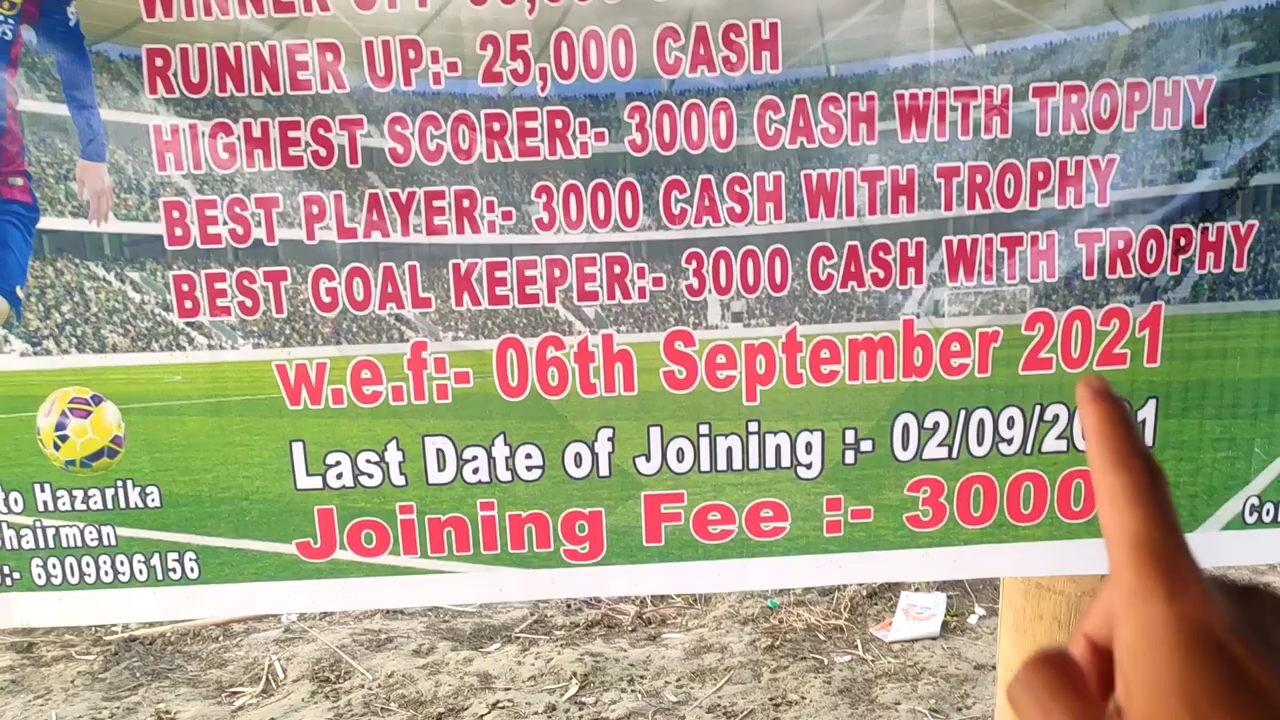 RUNNER UP:- 25,000 CASH
HIGHEST SCORER:- 3000 CASH WITH TROPHY
BEST PLAYER:- 3000 CASH WITH TROPHY
BEST GOAL KEEPER:- 3000 CASH WITH TROPHY
w.e.f:- 06th September 2021
Last Date of Joining :- 02/09/2021
Joining Fee :- 3000
to Hazarika
hairmen
:- 6909896156